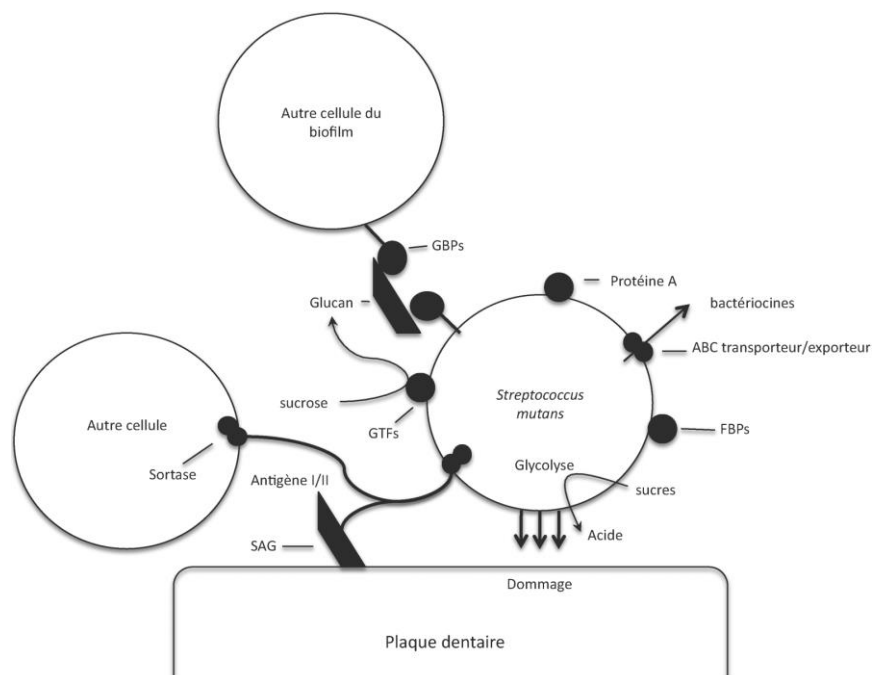 Autre cellule du
biofilm
GBPs
Protéine A
Glucan
bactériocines
ABC transporteur/exporteur
sucrose
Streptococcus
mutans
Autre cellule
GTFs
FBPs
Sortase
Glycolyse
Antigène I/II
sucres
Acide
SAG
Dommage
Plaque dentaire